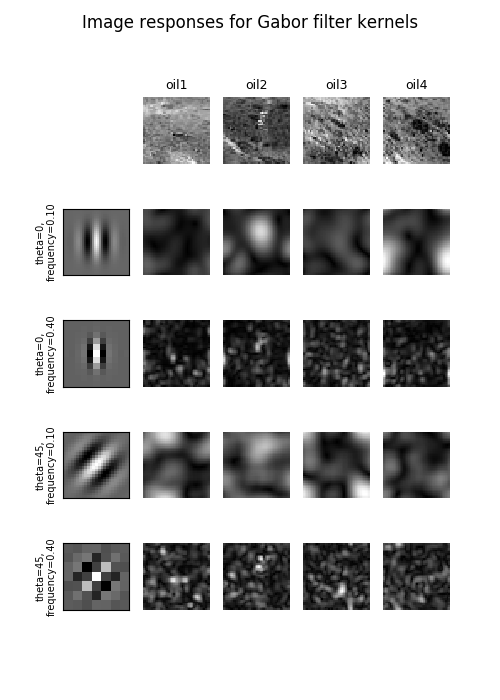 Image responses for Gabor filter kernels
oil1 oil2 oil3 oil4
theta=0,
frequency=0.10
theta=0,
frequency=0.40
theta=45,
frequency=0.10
theta=45,
frequency=0.40